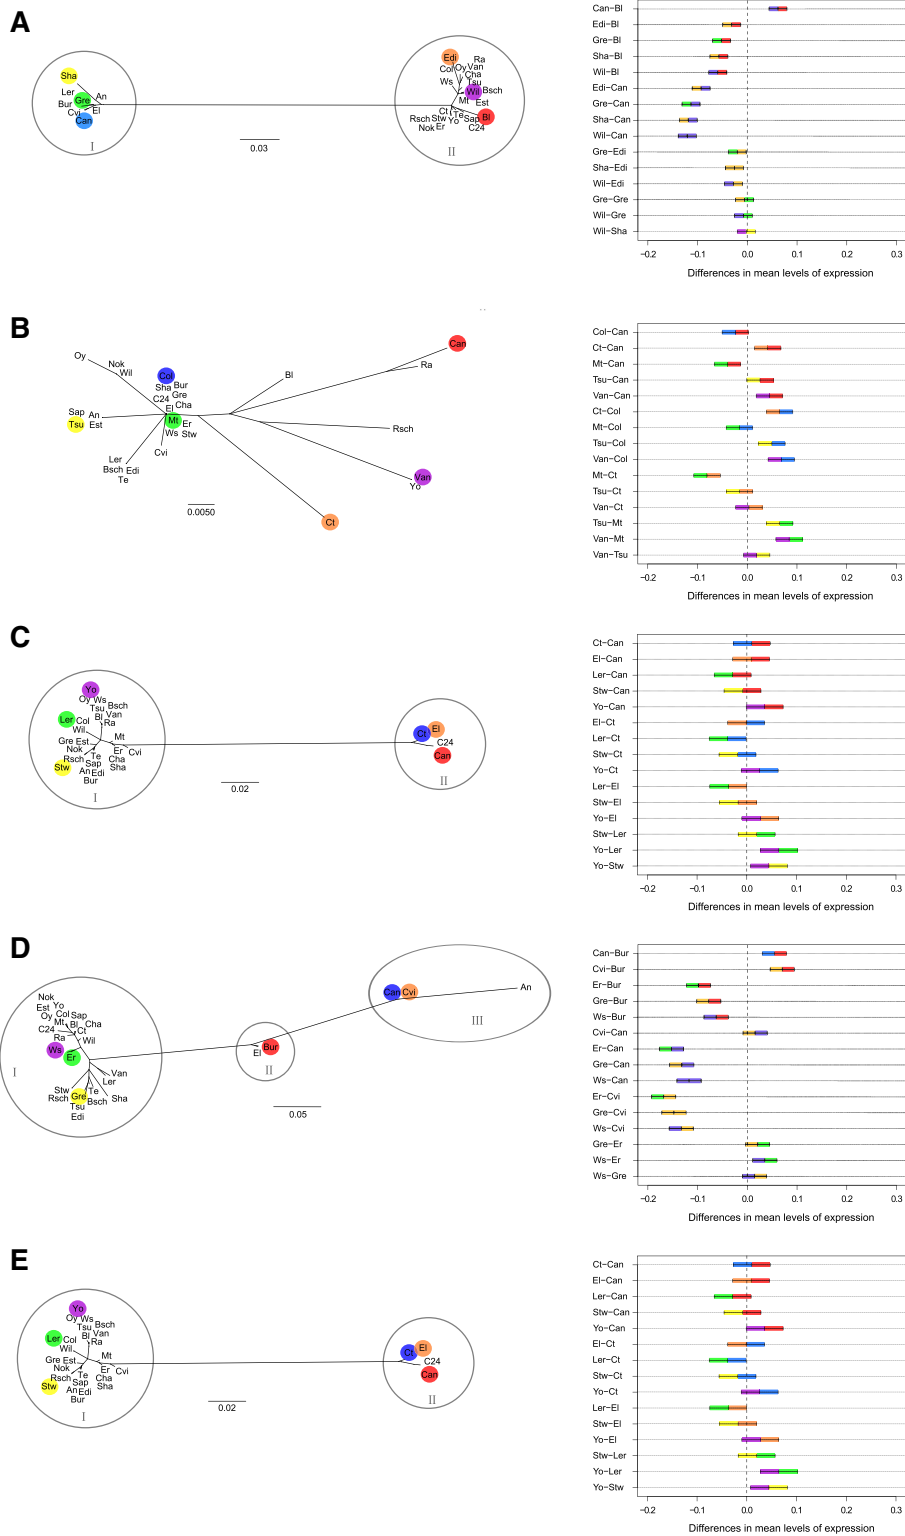 A
Sha
Ler
An
Gre
Bur
El
Cvi
Can
I
0.03
Edi
Ra
Col Oy Van
Cha
Ws Tsu
Wil Bsch
Mt Est
Ct Te
Rsch Stw Yo Sap Bl
Nok Er C24
II
Can−Bl
Edi−Bl
Gre−Bl
Sha−Bl
Wil−Bl
Edi−Can
Gre−Can
Sha−Can
Wil−Can
Gre−Edi
Sha−Edi
Wil−Edi
Gre−Gre
Wil−Gre
Wil−Sha
−0.2 −0.1 0.0 0.1 0.2 0.3
Differences in mean levels of expression
B
Oy
Nok
Wil
Col
Sha Bur
C24 Gre
El Cha
Sap An
Tsu Est
Mt Er
Ws Stw
Cvi
Ler
Bsch Edi
Te
Bl
Can
Ra
Rsch
Van
Yo
Ct
0.0050
Col−Can
Ct−Can
Mt−Can
Tsu−Can
Van−Can
Ct−Col
Mt−Col
Tsu−Col
Van−Col
Mt−Ct
Tsu−Ct
Van−Ct
Tsu−Mt
Van−Mt
Van−Tsu
−0.2 −0.1 0.0 0.1 0.2 0.3
Differences in mean levels of expression
C
Yo
Oy Ws
Tsu Bsch
Ler Col Bl Van
Wil Ra
Gre Est Mt
Nok Er Cvi
Rsch Te Cha
Stw Sap Sha
An Edi
Bur
I
0.02
Ct El
C24
Can
II
Ct−Can
El−Can
Ler−Can
Stw−Can
Yo−Can
El−Ct
Ler−Ct
Stw−Ct
Yo−Ct
Ler−El
Stw−El
Yo−El
Stw−Ler
Yo−Ler
Yo−Stw
−0.2 −0.1 0.0 0.1 0.2 0.3
Differences in mean levels of expression
D
Nok
Est Yo
Oy Col Sap
Mt Bl Cha
C24 Ct
Ra Wil
Ws
Er
I
Van
Ler
Stw Te
Rsch Gre Bsch Sha
Tsu
Edi
El Bur
II
Can Cvi
An
III
0.05
Can−Bur
Cvi−Bur
Er−Bur
Gre−Bur
Ws−Bur
Cvi−Can
Er−Can
Gre−Can
Ws−Can
Er−Cvi
Gre−Cvi
Ws−Cvi
Gre−Er
Ws−Er
Ws−Gre
−0.2 −0.1 0.0 0.1 0.2 0.3
Differences in mean levels of expression
E
Yo
Oy Ws
Tsu Bsch
Ler Col Bl Van
Wil Ra
Gre Est Mt
Nok Er Cvi
Rsch Te Cha
Stw Sap Sha
An Edi
Bur
I
0.02
Ct El
C24
Can
II
Ct−Can
El−Can
Ler−Can
Stw−Can
Yo−Can
El−Ct
Ler−Ct
Stw−Ct
Yo−Ct
Ler−El
Stw−El
Yo−El
Stw−Ler
Yo−Ler
Yo−Stw
−0.2 −0.1 0.0 0.1 0.2 0.3
Differences in mean levels of expression